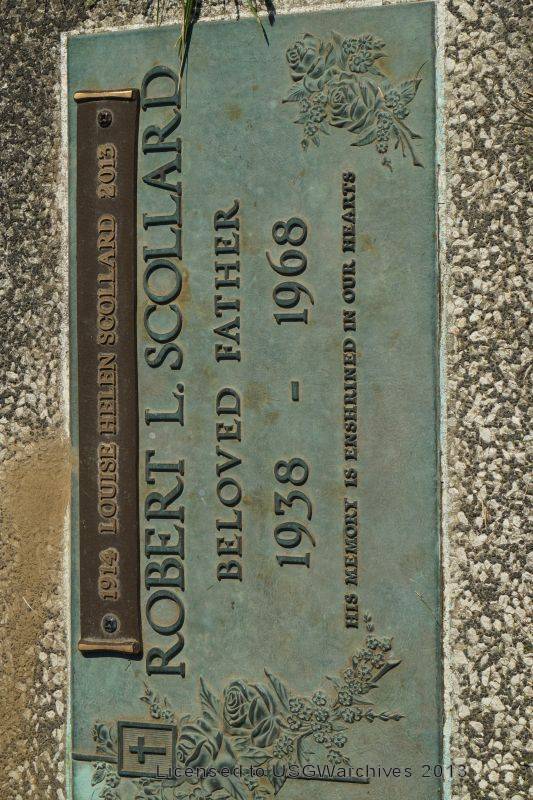 1914 LOUISE HELEN SCOLLARD 2013
ROBERT L. SCOLLARD
BELOVED FATHER
1938 - 1968
HIS MEMORY IS ENSHRINED IN OUR HEARTS
Licensed to USGWarchives 2013